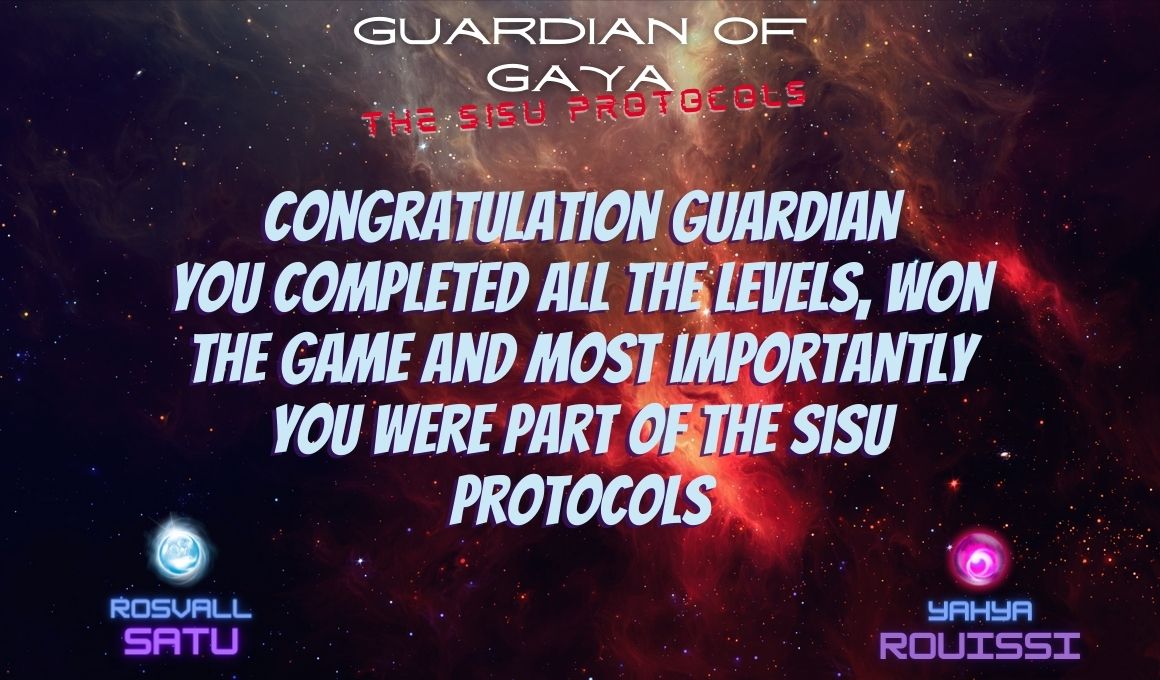 GUARDIAN OF
GAYA
THE SISU PROTOCOLS
CONGRATULATION GUARDIAN
YOU COMPLETED ALL THE LEVELS, WON
THE GAME AND MOST IMPORTANTLY
YOU WERE PART OF THE SISU
PROTOCOLS
ROSVALL
SATU
YAHYA
ROUISSI